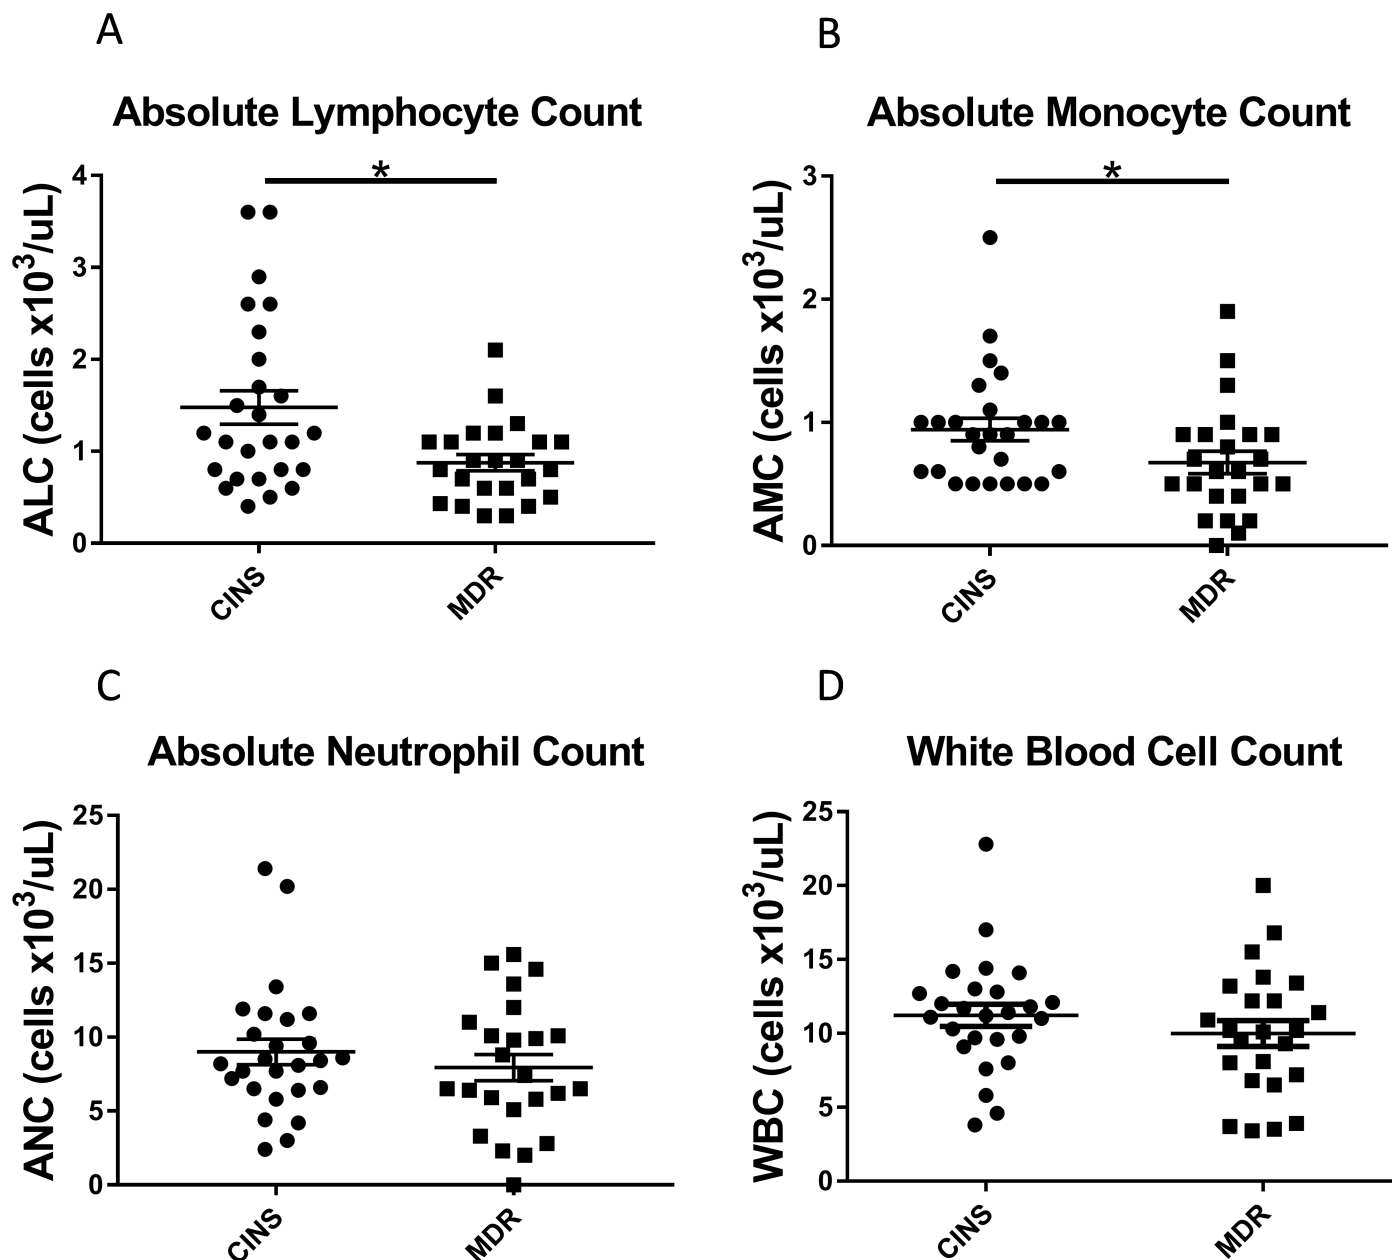 A
Absolute Lymphocyte Count
*
ALC (cells x10³/uL)
4
3
2
1
0
CINS
MDR
B
Absolute Monocyte Count
*
AMC (cells x10³/uL)
3
2
1
0
CINS
MDR
C
Absolute Neutrophil Count
ANC (cells x10³/uL)
25
20
15
10
5
0
CINS
MDR
D
White Blood Cell Count
WBC (cells x10³/uL)
25
20
15
10
5
0
CINS
MDR